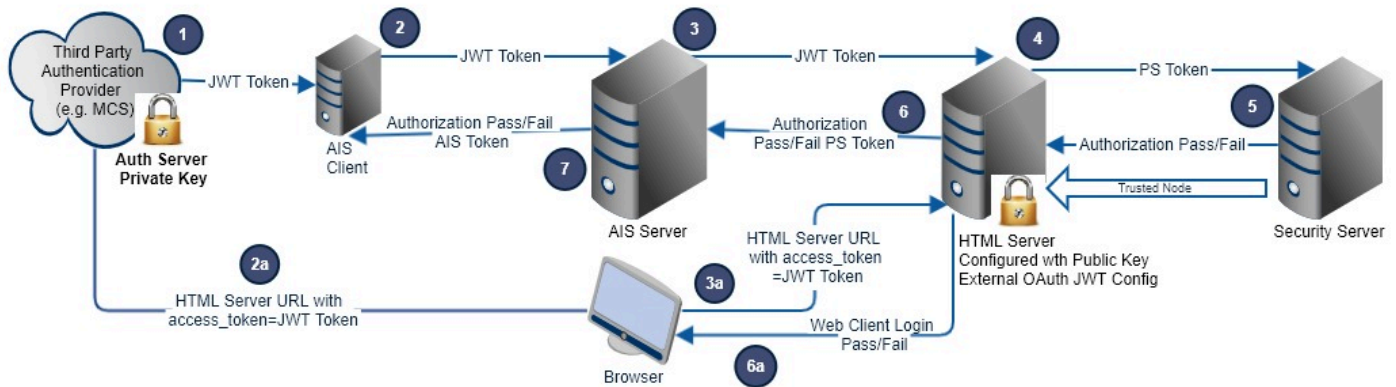 1
Third Party
Authentication
Provider
(e.g. MCS)
Auth Server
Private Key
JWT Token
2
AIS
Client
JWT Token
Authorization Pass/Fail
AIS Token
3
7
AIS Server
JWT Token
6
Authorization
Pass/Fail PS Token
4
HTML Server
Configured wth Public Key
External OAuth JWT Config
PS Token
5
Authorization Pass/Fail
Trusted Node
Security Server
2a
HTML Server URL with
access_token=JWT Token
Browser
3a
HTML Server URL
with access_token
=JWT Token
Web Client Login
Pass/Fail
6a